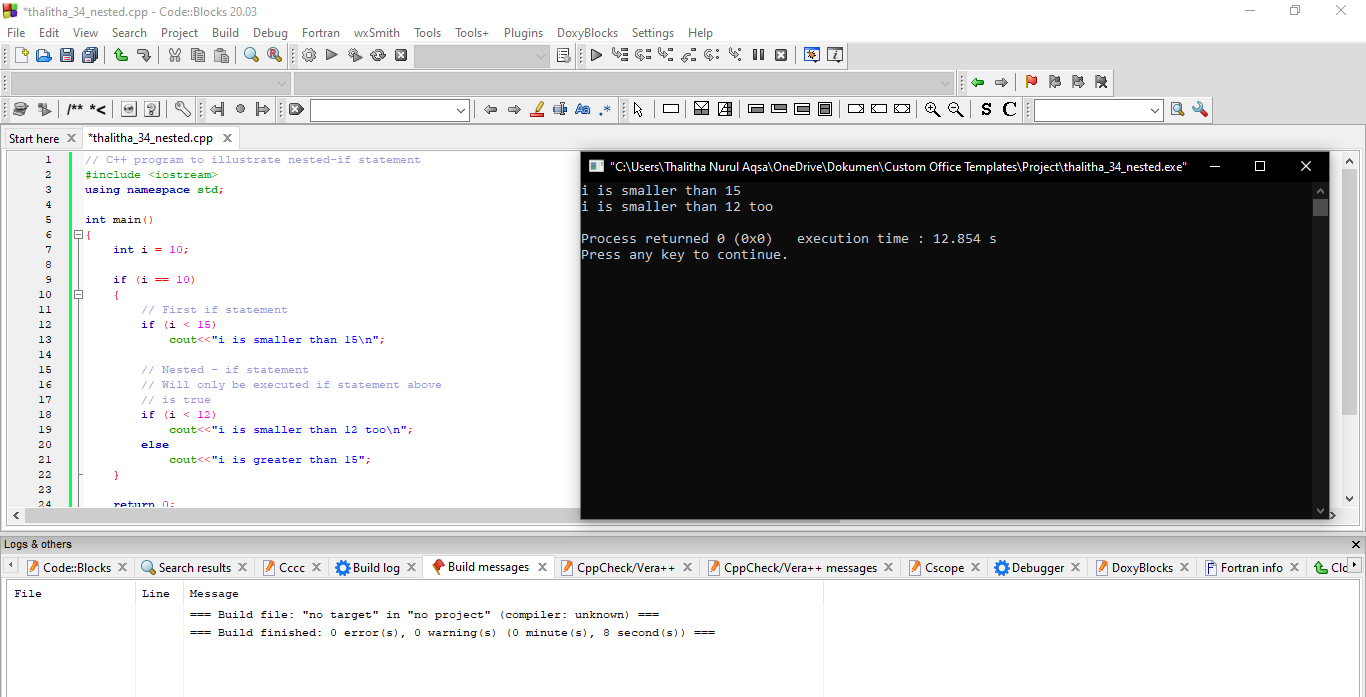 *thalitha_34_nested.cpp - Code::Blocks 20.03
File Edit View Search Project Build Debug Fortran wxSmith Tools Tools+ Plugins DoxyBlocks Settings Help
/** *<
Aa .*
S C
Start here
*thalitha_34_nested.cpp
1 // C++ program to illustrate nested-if statement
2 #include <iostream>
3 using namespace std;
4
5 int main()
6 {
7 int i = 10;
8
9 if (i == 10)
10 {
11 // First if statement
12 if (i < 15)
13 cout<<"i is smaller than 15\n";
14
15 // Nested - if statement
16 // Will only be executed if statement above
17 // is true
18 if (i < 12)
19 cout<<"i is smaller than 12 too\n";
20 else
21 cout<<"i is greater than 15";
22 }
23
24 return 0;
"C:\Users\Thalitha Nurul Aqsa\OneDrive\Dokumen\Custom Office Templates\Project\thalitha_34_nested.exe"
i is smaller than 15
i is smaller than 12 too
Process returned 0 (0x0) execution time : 12.854 s
Press any key to continue.
Logs & others
Code::Blocks Search results Cccc Build log Build messages CppCheck/Vera++ CppCheck/Vera++ messages Cscope Debugger DoxyBlocks Fortran info Clc
File Line Message
=== Build file: "no target" in "no project" (compiler: unknown) ===
=== Build finished: 0 error(s), 0 warning(s) (0 minute(s), 8 second(s)) ===